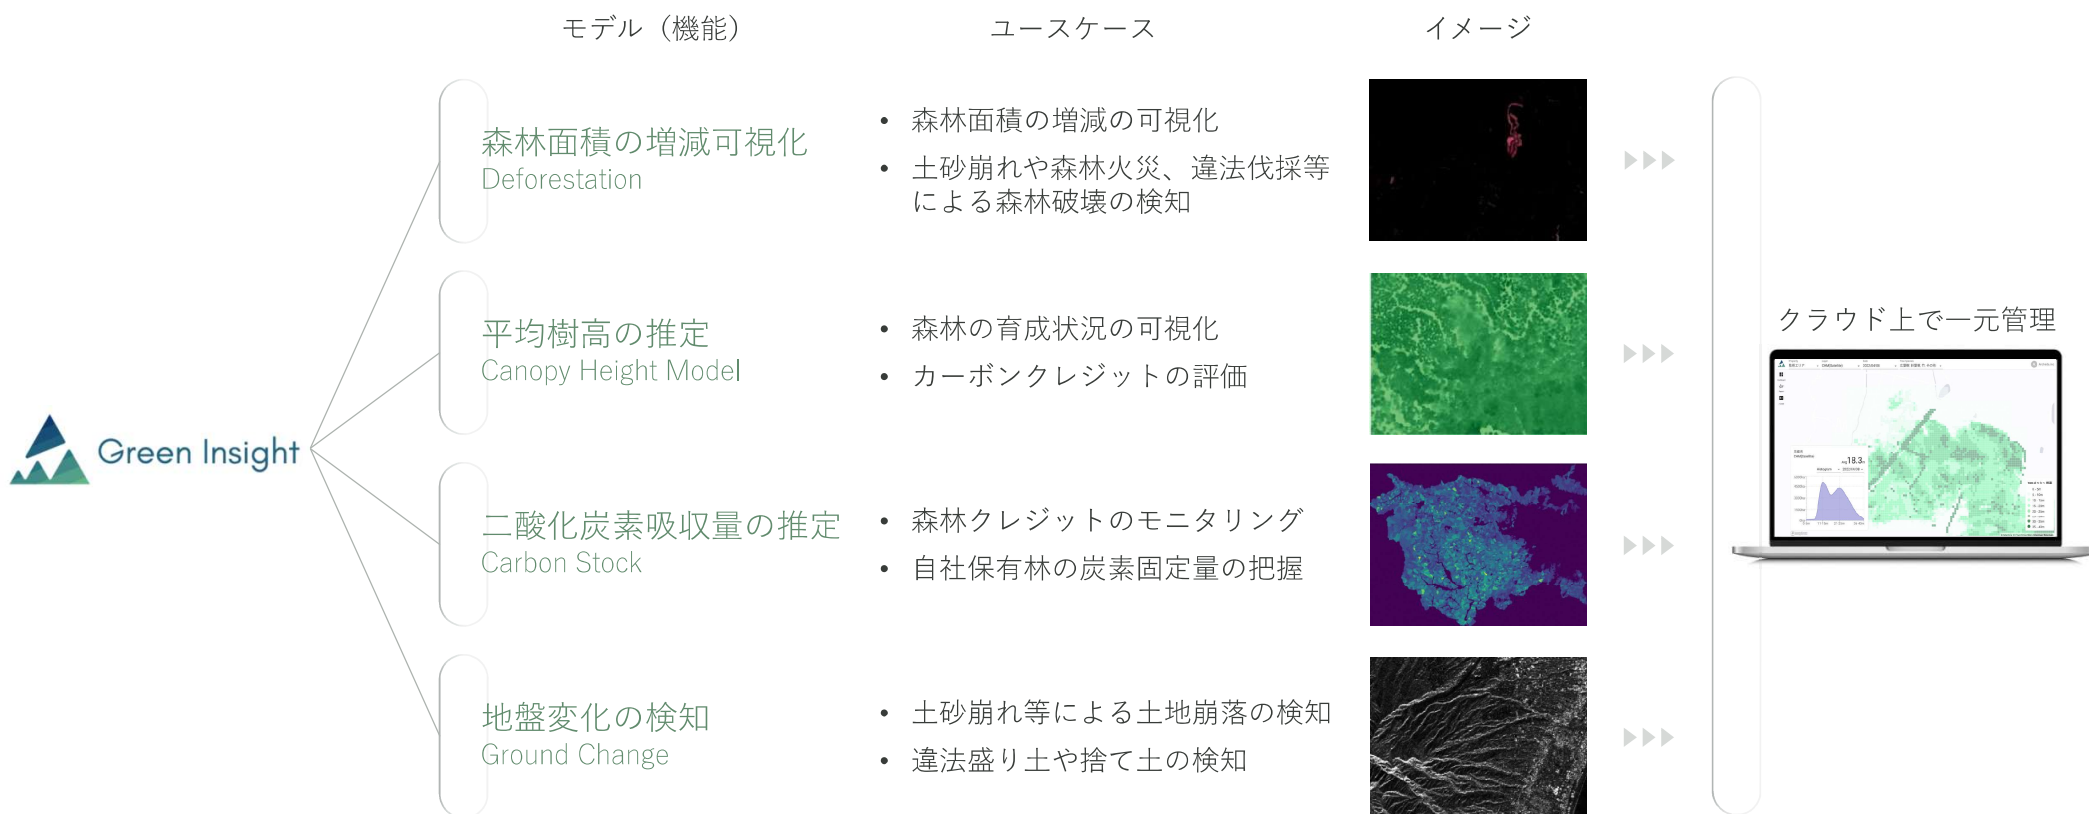 モデル（機能）
ユースケース
イメージ
森林面積の増減可視化
Deforestation
• 森林面積の増減の可視化
• 土砂崩れや森林火災、違法伐採等
による森林破壊の検知
平均樹高の推定
Canopy Height Model
• 森林の育成状況の可視化
• カーボンクレジットの評価
クラウド上で一元管理
Green Insight
18.3
二酸化炭素吸収量の推定
Carbon Stock
• 森林クレジットのモニタリング
• 自社保有林の炭素固定量の把握
地盤変化の検知
Ground Change
• 土砂崩れ等による土地崩落の検知
• 違法盛り土や捨て土の検知